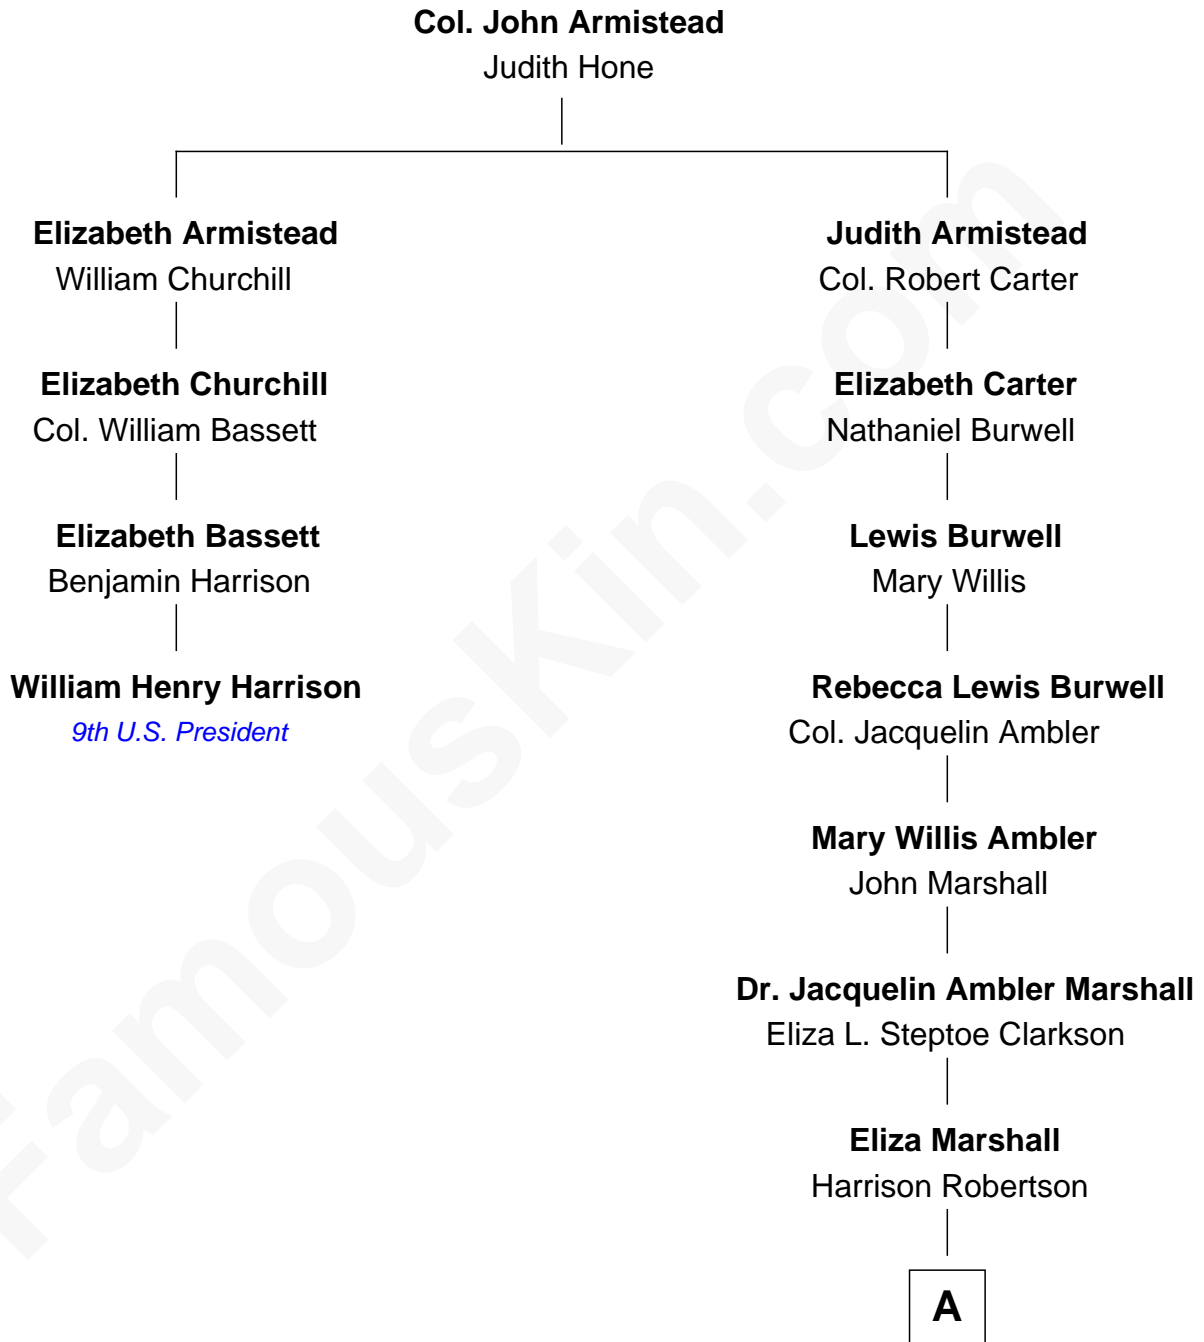 Col. John Armistead
Judith Hone
Elizabeth Armistead
William Churchill
Judith Armistead
Col. Robert Carter
Elizabeth Churchill
Col. William Bassett
Elizabeth Carter
Nathaniel Burwell
Elizabeth Bassett
Benjamin Harrison
Lewis Burwell
Mary Willis
William Henry Harrison
9th U.S. President
Rebecca Lewis Burwell
Col. Jacquelin Ambler
Mary Willis Ambler
John Marshall
Dr. Jacquelin Ambler Marshall
Eliza L. Steptoe Clarkson
Eliza Marshall
Harrison Robertson
A
FamousKin.com